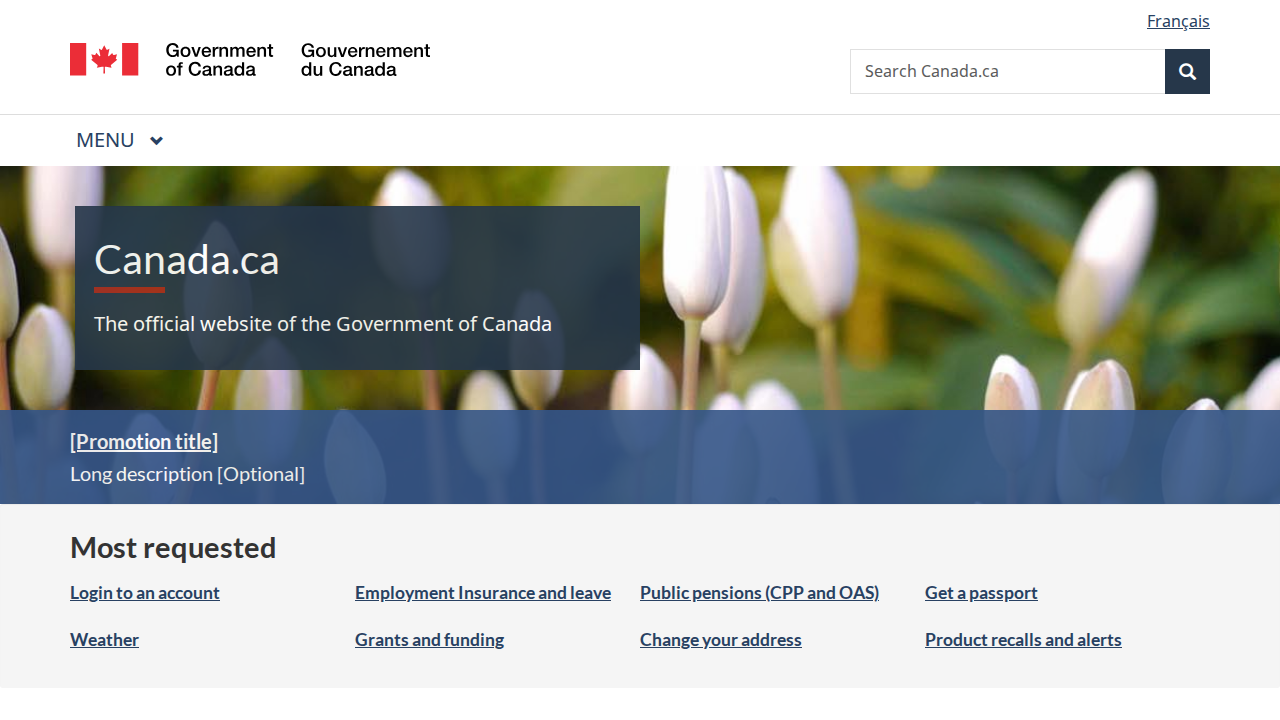 Français
Government of Canada
Gouvernement du Canada
Search Canada.ca
MENU
Canada.ca
The official website of the Government of Canada
[Promotion title]
Long description [Optional]
Most requested
Login to an account
Employment Insurance and leave
Public pensions (CPP and OAS)
Get a passport
Weather
Grants and funding
Change your address
Product recalls and alerts